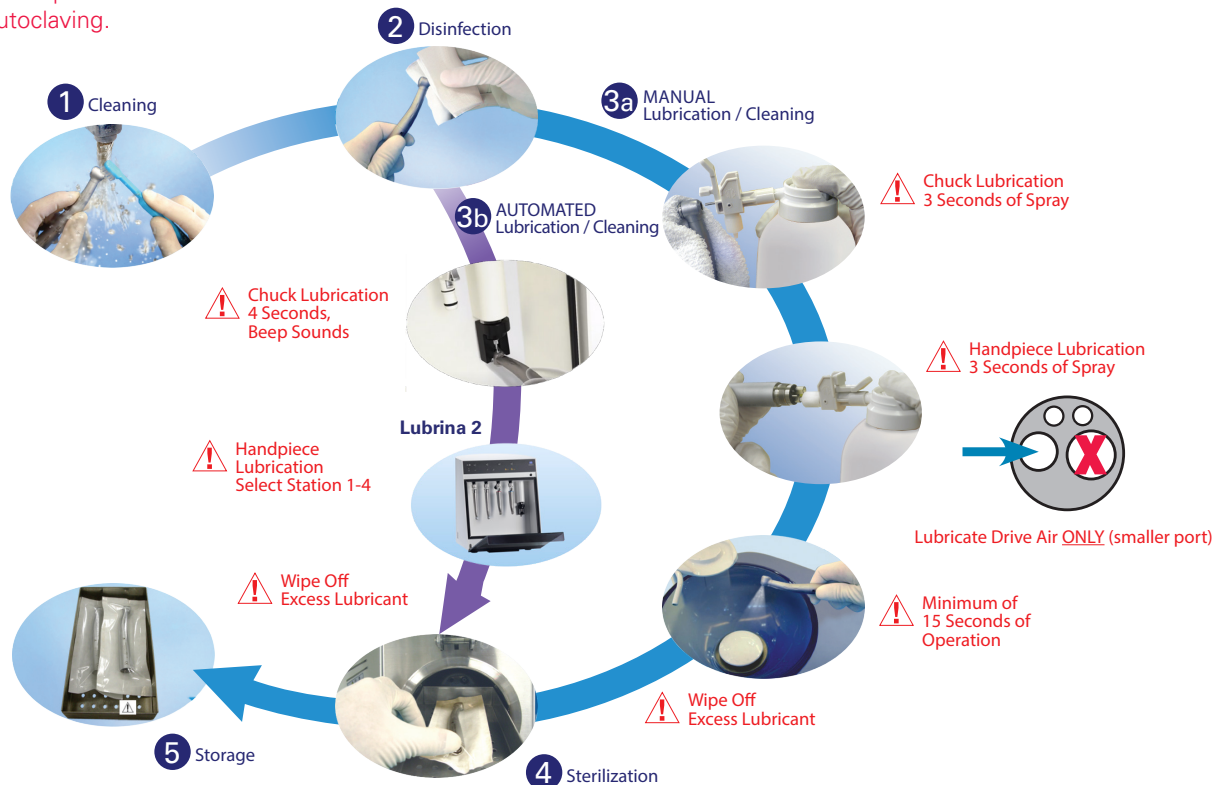 utoclaving.
2 Disinfection
1 Cleaning
3a MANUAL
Lubrication / Cleaning
Chuck Lubrication
3 Seconds of Spray
3b AUTOMATED
Lubrication / Cleaning
Chuck Lubrication
4 Seconds,
Beep Sounds
Handpiece Lubrication
3 Seconds of Spray
Lubrina 2
Handpiece
Lubrication
Select Station 1-4
X
Lubricate Drive Air ONLY (smaller port)
Wipe Off
Excess Lubricant
Minimum of
15 Seconds of
Operation
Wipe Off
Excess Lubricant
5 Storage
4 Sterilization